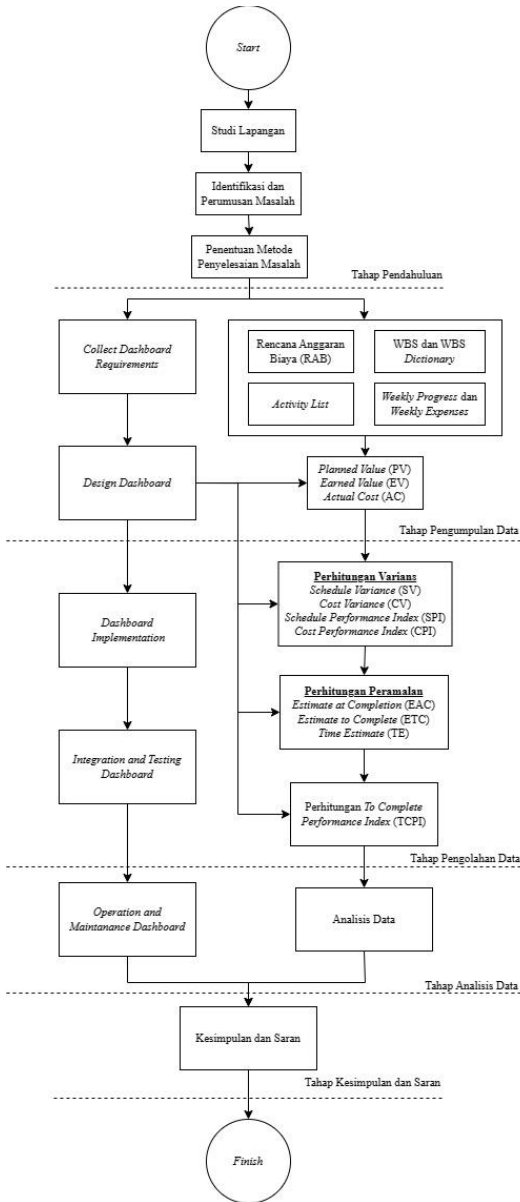 Start
Studi Lapangan
Identifikasi dan
Perumusan Masalah
Penentuan Metode
Penyelesaian Masalah
Tahap Pendahuluan
Collect Dashboard
Requirements
Rencana Anggaran
Biaya (RAB)
WBS dan WBS
Dictionary
Activity List
Weekly Progress dan
Weekly Expenses
Design Dashboard
Planned Value (PV)
Earned Value (EV)
Actual Cost (AC)
Tahap Pengumpulan Data
Dashboard
Implementation
Perhitungan Varians
Schedule Variance (SV)
Cost Variance (CV)
Schedule Performance Index (SPI)
Cost Performance Index (CPI)
Integration and Testing
Dashboard
Perhitungan Peramalan
Estimate at Completion (EAC)
Estimate to Complete (ETC)
Time Estimate (TE)
Perhitungan To Complete
Performance Index (TCPI)
Tahap Pengolahan Data
Operation and
Maintanance Dashboard
Analisis Data
Tahap Analisis Data
Kesimpulan dan Saran
Tahap Kesimpulan dan Saran
Finish